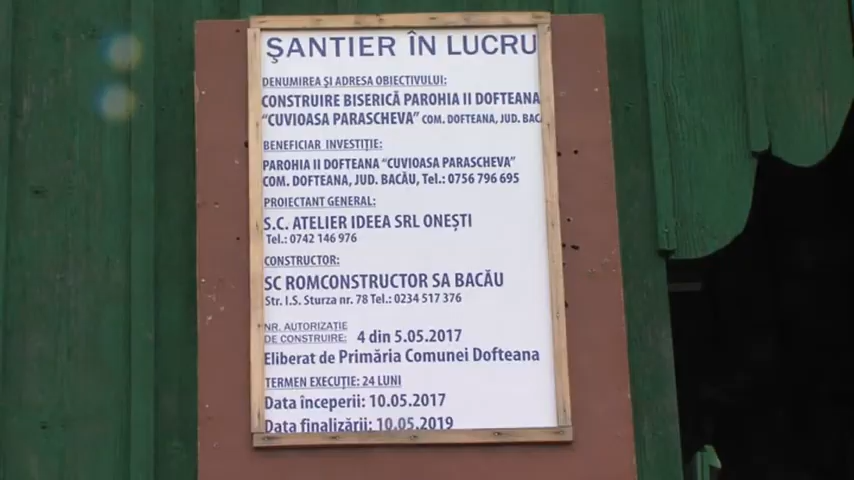 ŞANTIER ÎN LUCRU
DENUMIREA ŞI ADRESA OBIECTIVULUI:
CONSTRUIRE BISERICĂ PAROHIA II DOFTEANA
“CUVIOASA PARASCHEVA” COM. DOFTEANA, JUD. BAC
BENEFICIAR INVESTIŢIE:
PAROHIA II DOFTEANA “CUVIOASA PARASCHEVA”
COM. DOFTEANA, JUD. BACĂU, Tel.: 0756 796 695
PROIECTANT GENERAL:
S.C. ATELIER IDEEA SRL ONEŞTI
Tel.: 0742 146 976
CONSTRUCTOR:
SC ROMCONSTRUCTOR SA BACĂU
Str. I.S. Sturza nr. 78 Tel.: 0234 517 376
NR. AUTORIZAŢIE
DE CONSTRUIRE: 4 din 5.05.2017
Eliberat de Primăria Comunei Dofteana
TERMEN EXECUŢIE: 24 LUNI
Data începerii: 10.05.2017
Data finalizării: 10.05.2019